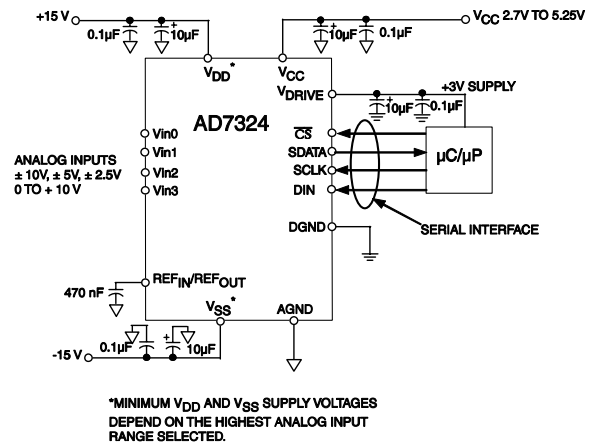 +15 V
0.1µF
+
10µF
+
10µF
0.1µF
VCC 2.7V TO 5.25V
VDD*
VCC
VDRIVE
+3V SUPPLY
+
10µF
0.1µF
AD7324
CS
SDATA
SCLK
DIN
µC/µP
Vin0
Vin1
Vin2
Vin3
ANALOG INPUTS
± 10V, ± 5V, ± 2.5V
0 TO + 10 V
DGND
SERIAL INTERFACE
REFIN/REFOUT
470 nF
VSS*
AGND
0.1µF
+
10µF
-15 V
*MINIMUM VDD AND VSS SUPPLY VOLTAGES
DEPEND ON THE HIGHEST ANALOG INPUT
RANGE SELECTED.